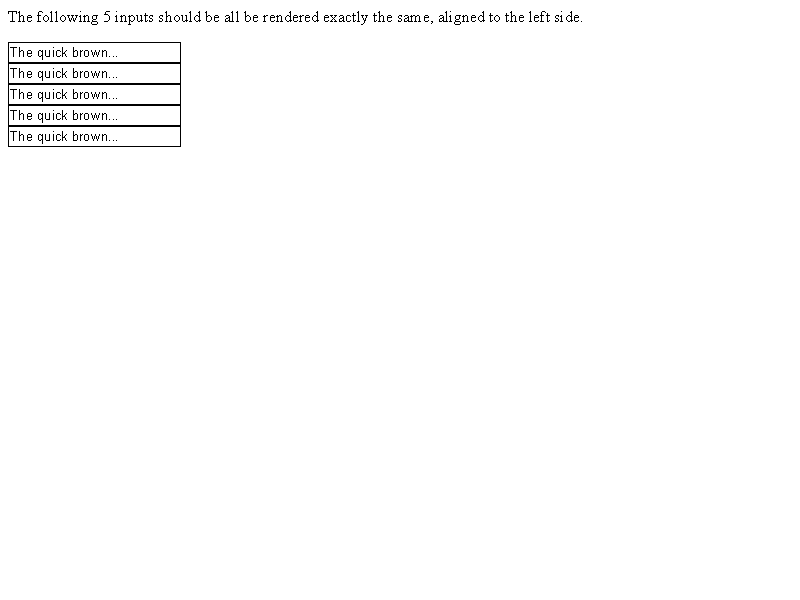 The following 5 inputs should be all be rendered exactly the same, aligned to the left side.
The quick brown...
The quick brown...
The quick brown...
The quick brown...
The quick brown...